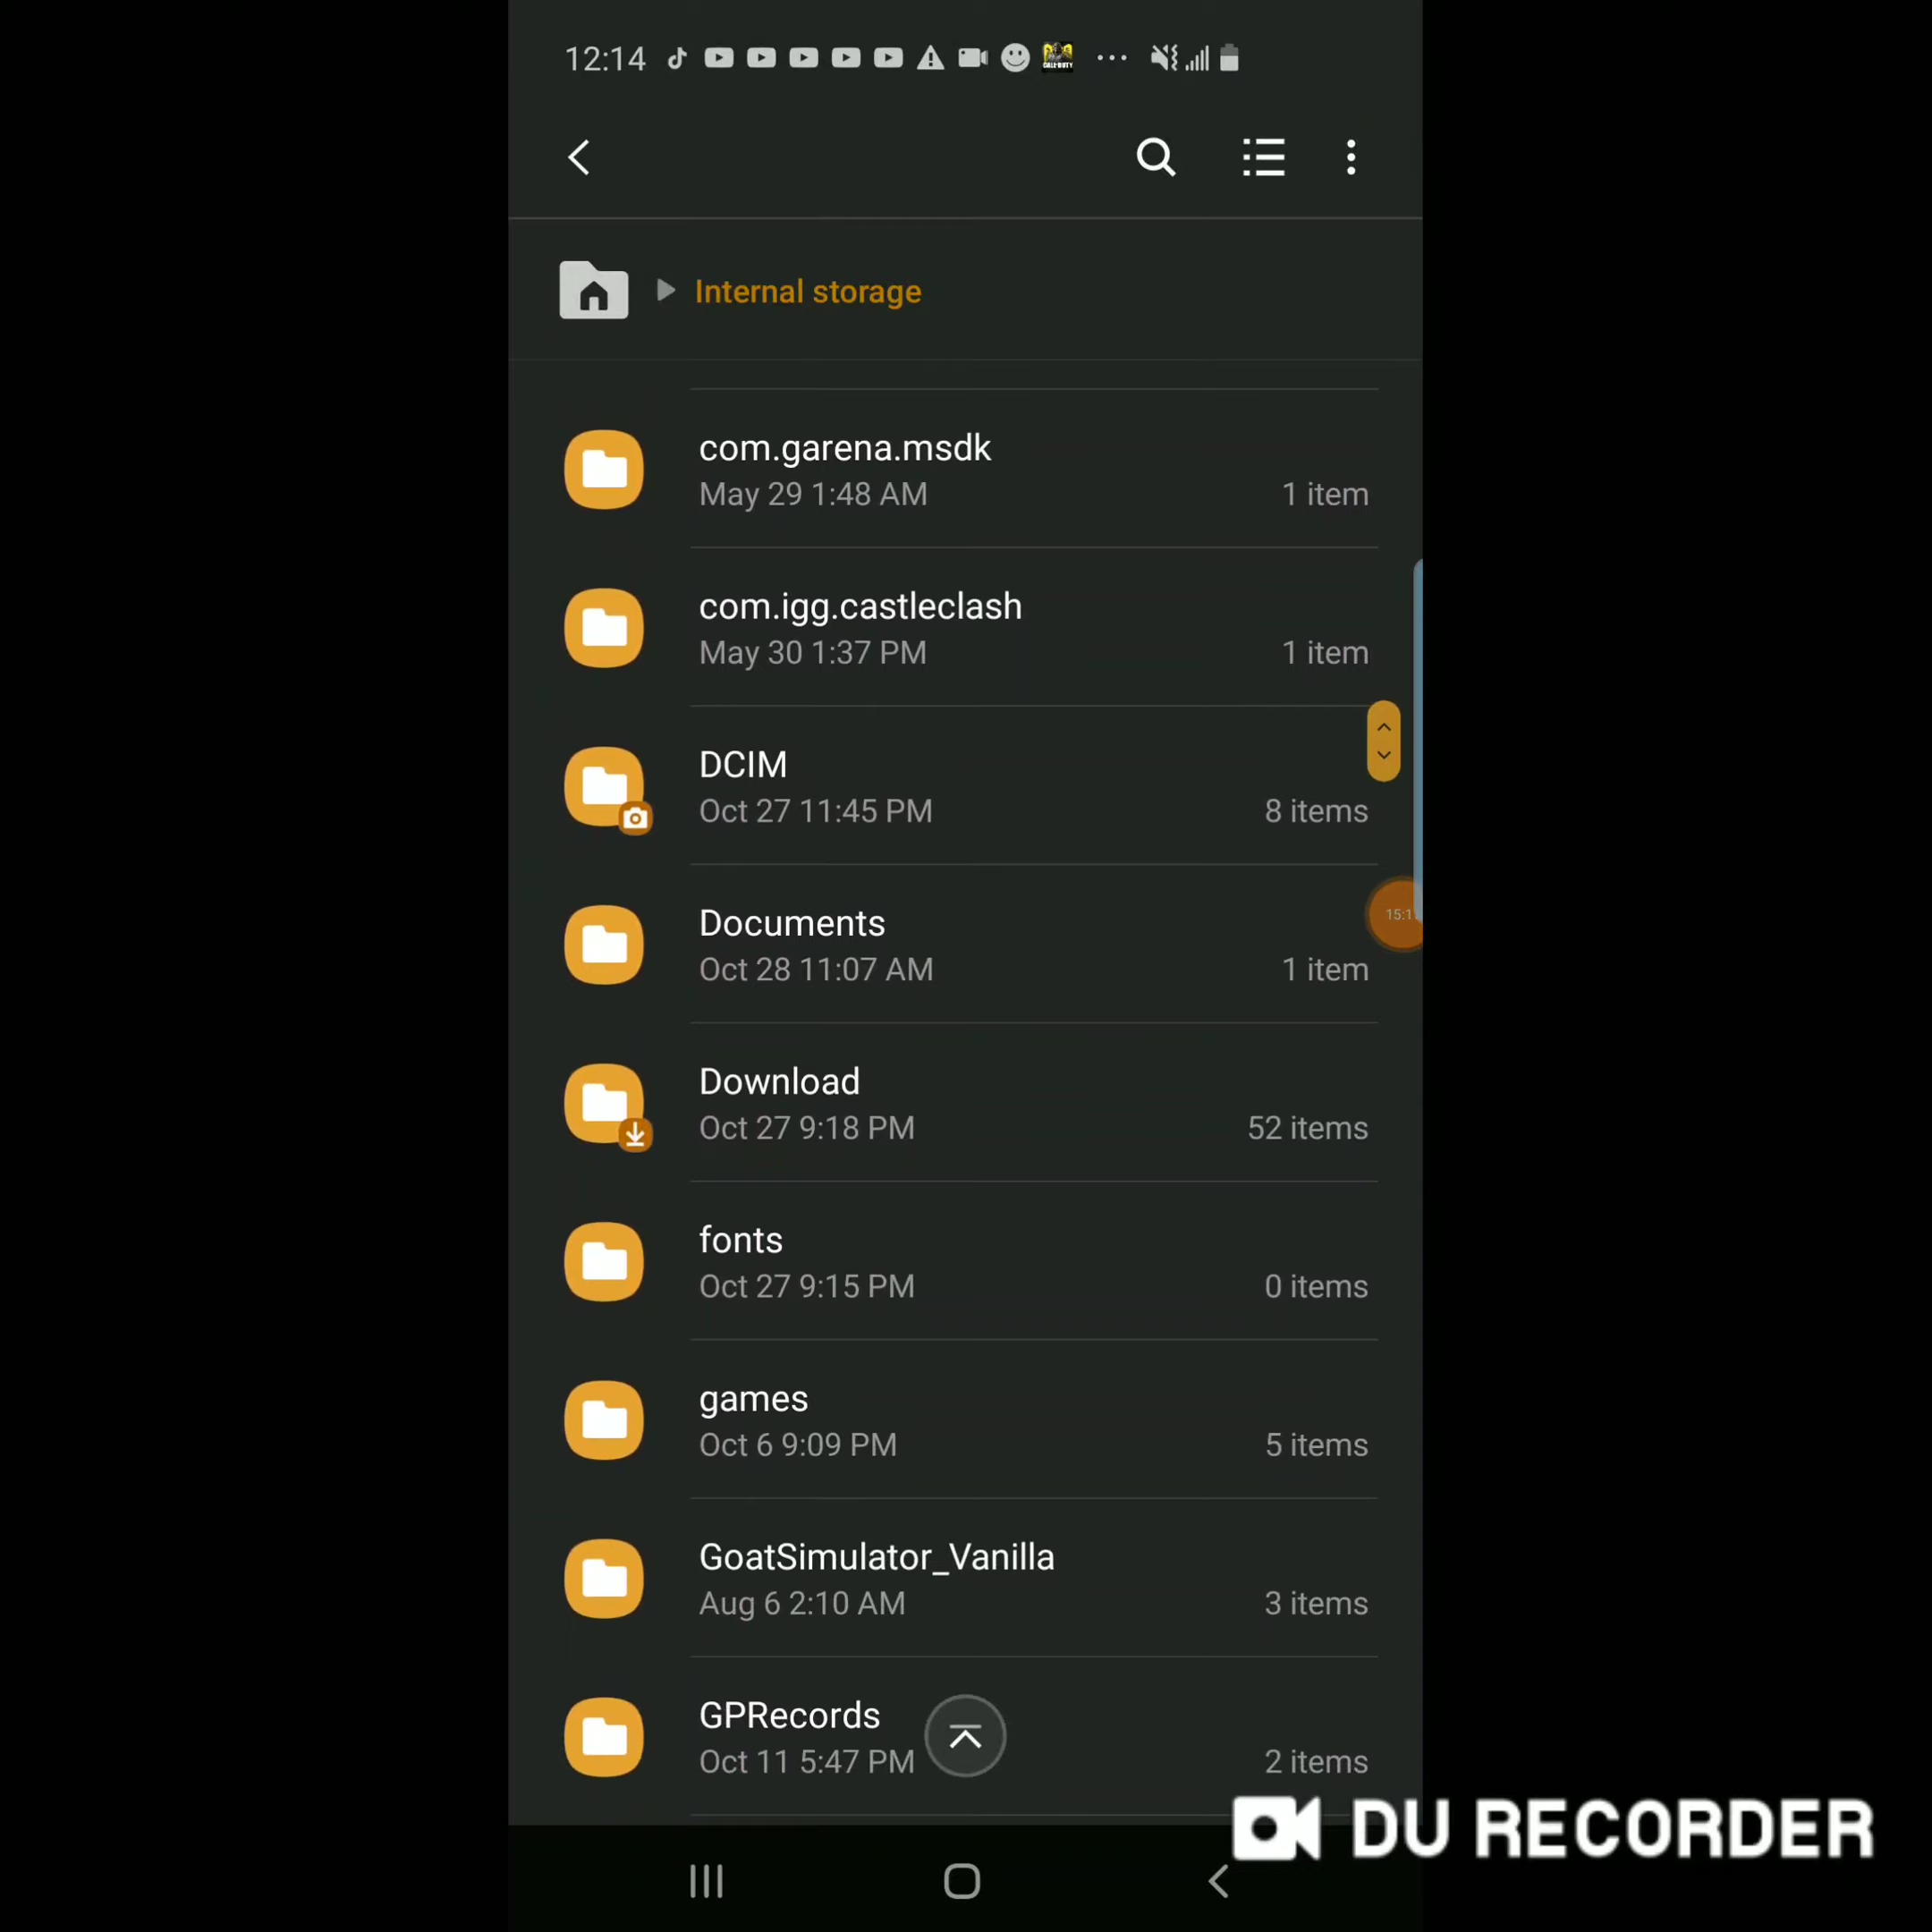 12:14
CALL DUTY
Internal storage
com.garena.msdk
May 29 1:48 AM
1 item
com.igg.castleclash
May 30 1:37 PM
1 item
DCIM
Oct 27 11:45 PM
8 items
Documents
Oct 28 11:07 AM
1 item
15:1
Download
Oct 27 9:18 PM
52 items
fonts
Oct 27 9:15 PM
0 items
games
Oct 6 9:09 PM
5 items
GoatSimulator_Vanilla
Aug 6 2:10 AM
3 items
GPRecords
Oct 11 5:47 PM
2 items
DU RECORDER